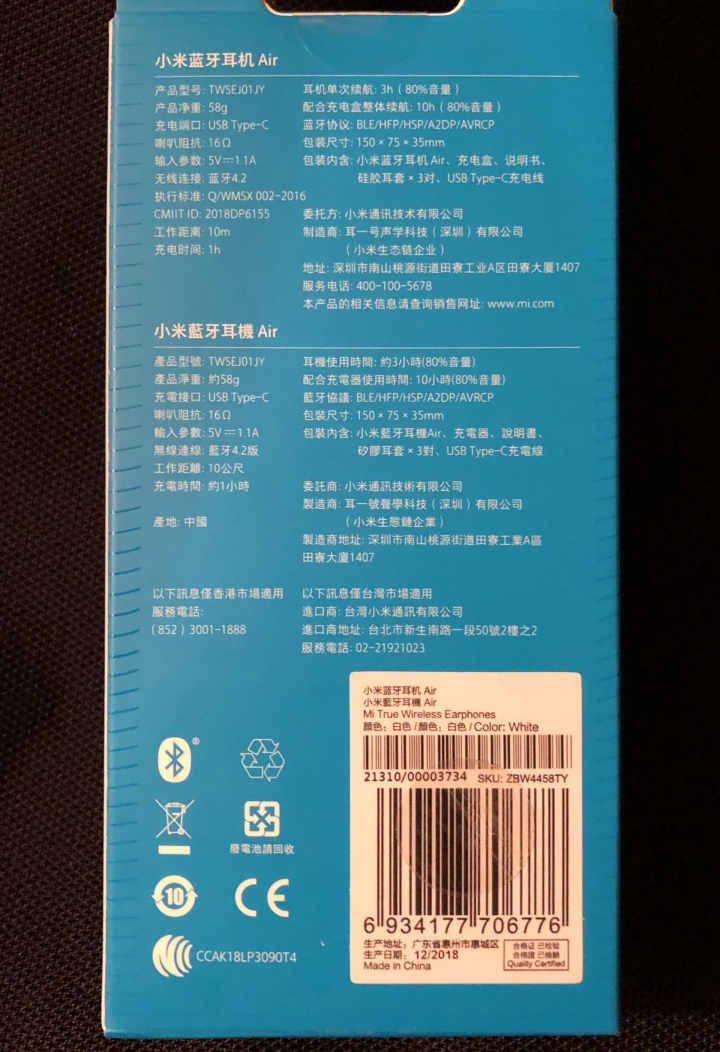 小米蓝牙耳机 Air
产品型号: TWSEJ01JY
产品净重: 58g
充电端口: USB Type-C
喇叭阻抗: 16Ω
输入参数: 5V⎓1.1A
无线连接: 蓝牙4.2
执行标准: Q/WMSX 002-2016
CMIIT ID: 2018DP6155
工作距离: 10m
充电时间: 1h
耳机单次续航: 3h（80%音量）
配合充电盒整体续航: 10h（80%音量）
蓝牙协议: BLE/HFP/HSP/A2DP/AVRCP
包装尺寸: 150 × 75 × 35mm
包装内含: 小米蓝牙耳机 Air、充电盒、说明书、
硅胶耳套 × 3对、USB Type-C充电线
委托方: 小米通讯技术有限公司
制造商: 耳一号声学科技（深圳）有限公司
（小米生态链企业）
地址: 深圳市南山桃源街道田寮工业A区田寮大厦1407
服务电话: 400-100-5678
本产品的相关信息请查询销售网址: www.mi.com
小米藍牙耳機 Air
產品型號: TWSEJ01JY
產品淨重: 約58g
充電接口: USB Type-C
喇叭阻抗: 16Ω
輸入參數: 5V⎓1.1A
無線連線: 藍牙4.2版
工作距離: 10公尺
充電時間: 約1小時
產地: 中國
耳機使用時間: 約3小時(80%音量)
配合充電器使用時間: 10小時(80%音量)
藍牙協議: BLE/HFP/HSP/A2DP/AVRCP
包裝尺寸: 150 × 75 × 35mm
包裝內含: 小米藍牙耳機Air、充電器、說明書、
矽膠耳套 × 3對、USB Type-C充電線
委託商: 小米通訊技術有限公司
製造商: 耳一號聲學科技（深圳）有限公司
（小米生態鏈企業）
製造商地址: 深圳市南山桃源街道田寮工業A區
田寮大廈1407
以下訊息僅香港市場適用
服務電話:
(852) 3001-1888
以下訊息僅台灣市場適用
進口商: 台灣小米通訊有限公司
進口商地址: 台北市新生南路一段50號2樓之2
服務電話: 02-21921023
小米蓝牙耳机 Air
小米藍牙耳機 Air
Mi True Wireless Earphones
颜色：白色 /顏色：白色 /Color: White
21310/00003734 SKU: ZBW4458TY
6 934177 706776
生产地址：广东省惠州市惠城区
生产日期：12/2018
Made in China
合格证 已检验
合格證 已檢驗
Quality Certified
廢電池請回收
10
CE
CCAK18LP3090T4